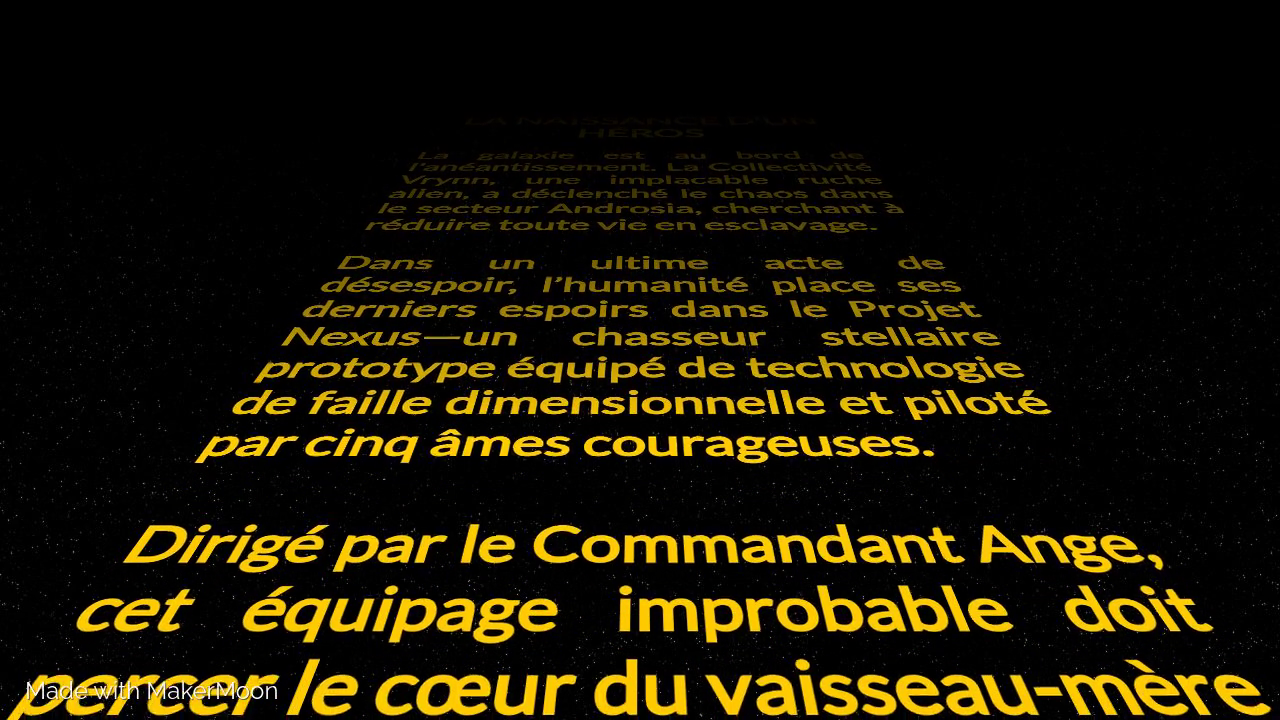 LA NAISSANCE D'UN
HÉROS
La galaxie est au bord de
l'anéantissement. La Collectivité
Vrynn, une implacable ruche
alien, a déclenché le chaos dans
le secteur Androsia, cherchant à
réduire toute vie en esclavage.
Dans un ultime acte de
désespoir, l'humanité place ses
derniers espoirs dans le Projet
Nexus—un chasseur stellaire
prototype équipé de technologie
de faille dimensionnelle et piloté
par cinq âmes courageuses.
Dirigé par le Commandant Ange,
cet équipage improbable doit
percer le cœur du vaisseau-mère
Made with MakerMoon